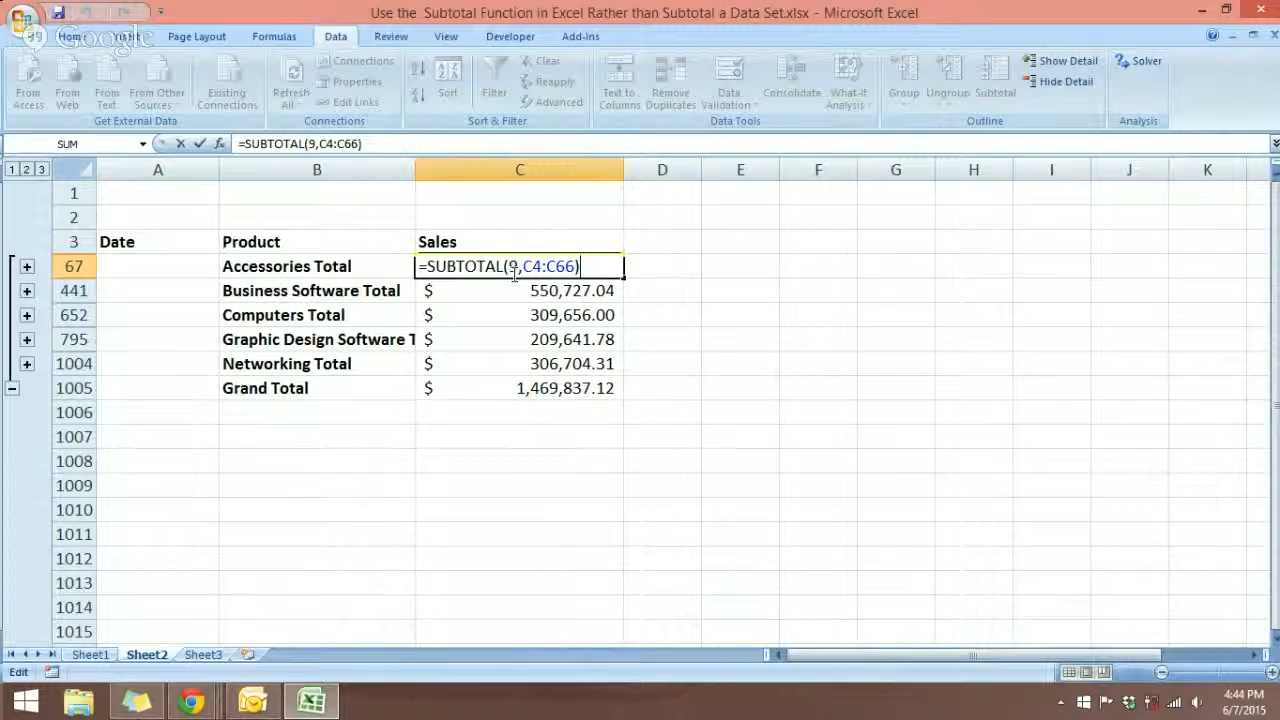 Use the Subtotal Function in Excel Rather than Subtotal a Data Set.xlsx - Microsoft Excel
Google
Home Insert Page Layout Formulas Data Review View Developer Add-Ins
From Access From Web From Text From Other Sources Existing Connections
Refresh All Connections Properties Edit Links
Sort Filter Clear Reapply Advanced
Text to Columns Remove Duplicates Data Validation Consolidate What-If Analysis
Group Ungroup Subtotal Show Detail Hide Detail
Solver
Get External Data Connections Sort & Filter Data Tools Outline Analysis
SUM =SUBTOTAL(9,C4:C66)
1 2 3 A B C D E F G H I J K
1
2
3 Date Product Sales
67 Accessories Total =SUBTOTAL(9,C4:C66)
441 Business Software Total $ 550,727.04
652 Computers Total $ 309,656.00
795 Graphic Design Software T $ 209,641.78
1004 Networking Total $ 306,704.31
1005 Grand Total $ 1,469,837.12
1006
1007
1008
1009
1010
1011
1012
1013
1014
1015
Sheet1 Sheet2 Sheet3
Edit
4:44 PM
6/7/2015